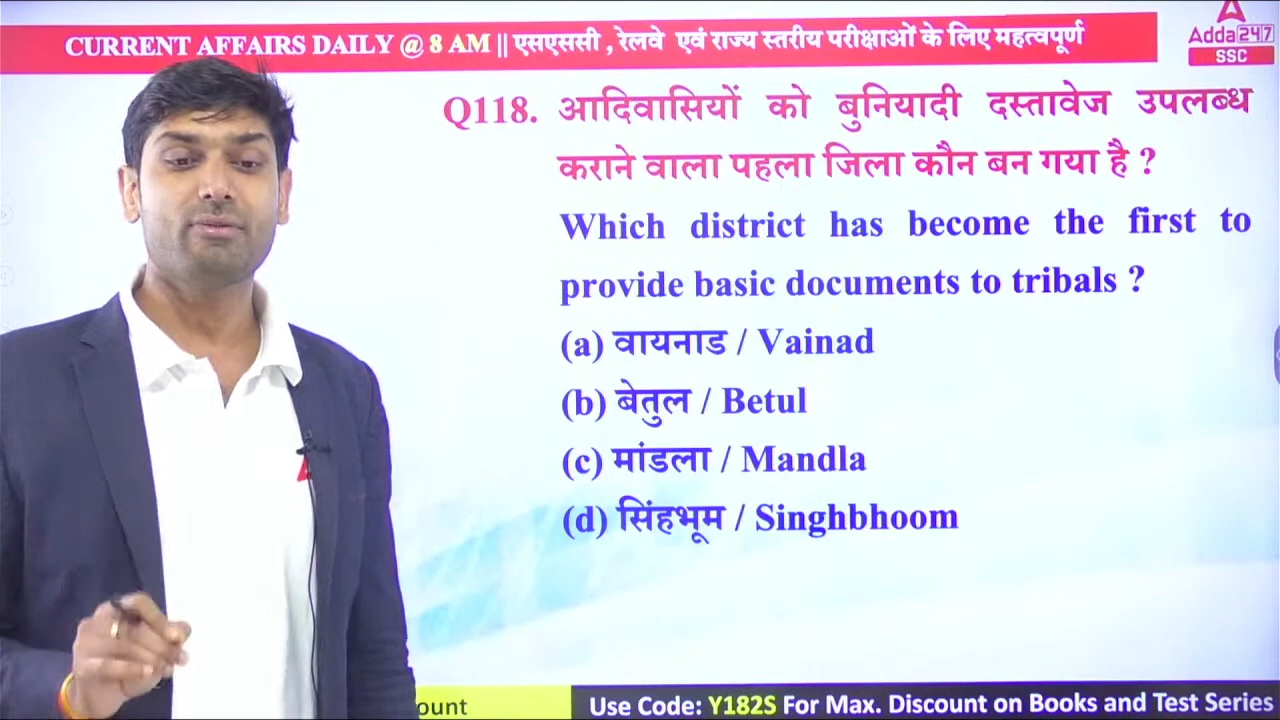 CURRENT AFFAIRS DAILY @ 8 AM || एसएससी , रेलवे एवं राज्य स्तरीय परीक्षाओं के लिए महत्वपूर्ण
Adda247
SSC
Q118. आदिवासियों को बुनियादी दस्तावेज उपलब्ध
कराने वाला पहला जिला कौन बन गया है ?
Which district has become the first to
provide basic documents to tribals ?
(a) वायनाड / Vainad
(b) बेतुल / Betul
(c) मांडला / Mandla
(d) सिंहभूम / Singhbhoom
Use Code: Y182S For Max. Discount on Books and Test Series